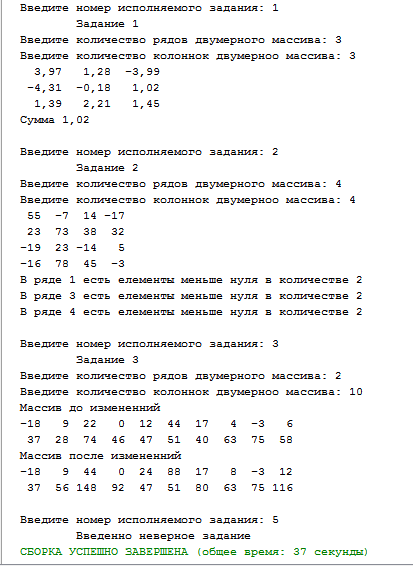 Введите номер исполняемого задания: 1
Задание 1
Введите количество рядов двумерного массива: 3
Введите количество колоннок двумерноо массива: 3
3,97 1,28 -3,99
-4,31 -0,18 1,02
1,39 2,21 1,45
Сумма 1,02
Введите номер исполняемого задания: 2
Задание 2
Введите количество рядов двумерного массива: 4
Введите количество колоннок двумерноо массива: 4
55 -7 14 -17
23 73 38 32
-19 23 -14 5
-16 78 45 -3
В ряде 1 есть елементы меньше нуля в количестве 2
В ряде 3 есть елементы меньше нуля в количестве 2
В ряде 4 есть елементы меньше нуля в количестве 2
Введите номер исполняемого задания: 3
Задание 3
Введите количество рядов двумерного массива: 2
Введите количество колоннок двумерноо массива: 10
Массив до измененний
-18 9 22 0 12 44 17 4 -3 6
37 28 74 46 47 51 40 63 75 58
Массив после измененний
-18 9 44 0 24 88 17 8 -3 12
37 56 148 92 47 51 80 63 75 116
Введите номер исполняемого задания: 5
Введенно неверное задание
СБОРКА УСПЕШНО ЗАВЕРШЕНА (общее время: 37 секунды)